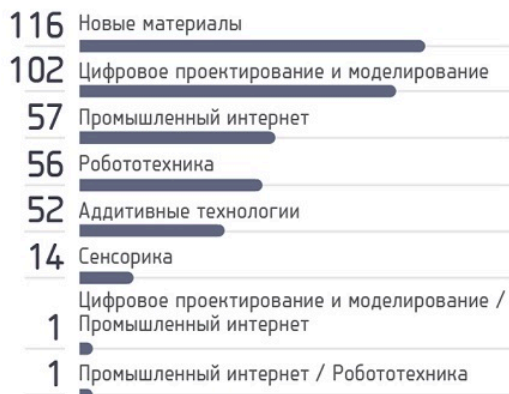 116 Новые материалы
102 Цифровое проектирование и моделирование
57 Промышленный интернет
56 Робототехника
52 Аддитивные технологии
14 Сенсорика
Цифровое проектирование и моделирование /
1 Промышленный интернет
1 Промышленный интернет / Робототехника